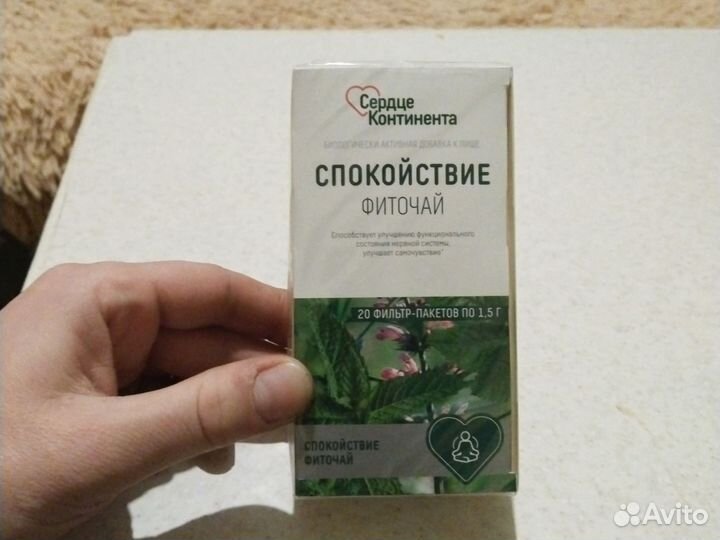 Сердце
Континента
БИОЛОГИЧЕСКИ АКТИВНАЯ ДОБАВКА К ПИЩЕ
СПОКОЙСТВИЕ
ФИТОЧАЙ
Способствует улучшению функционального
состояния нервной системы,
улучшает самочувствие*
20 ФИЛЬТР-ПАКЕТОВ ПО 1,5 Г
СПОКОЙСТВИЕ
ФИТОЧАЙ
Avito